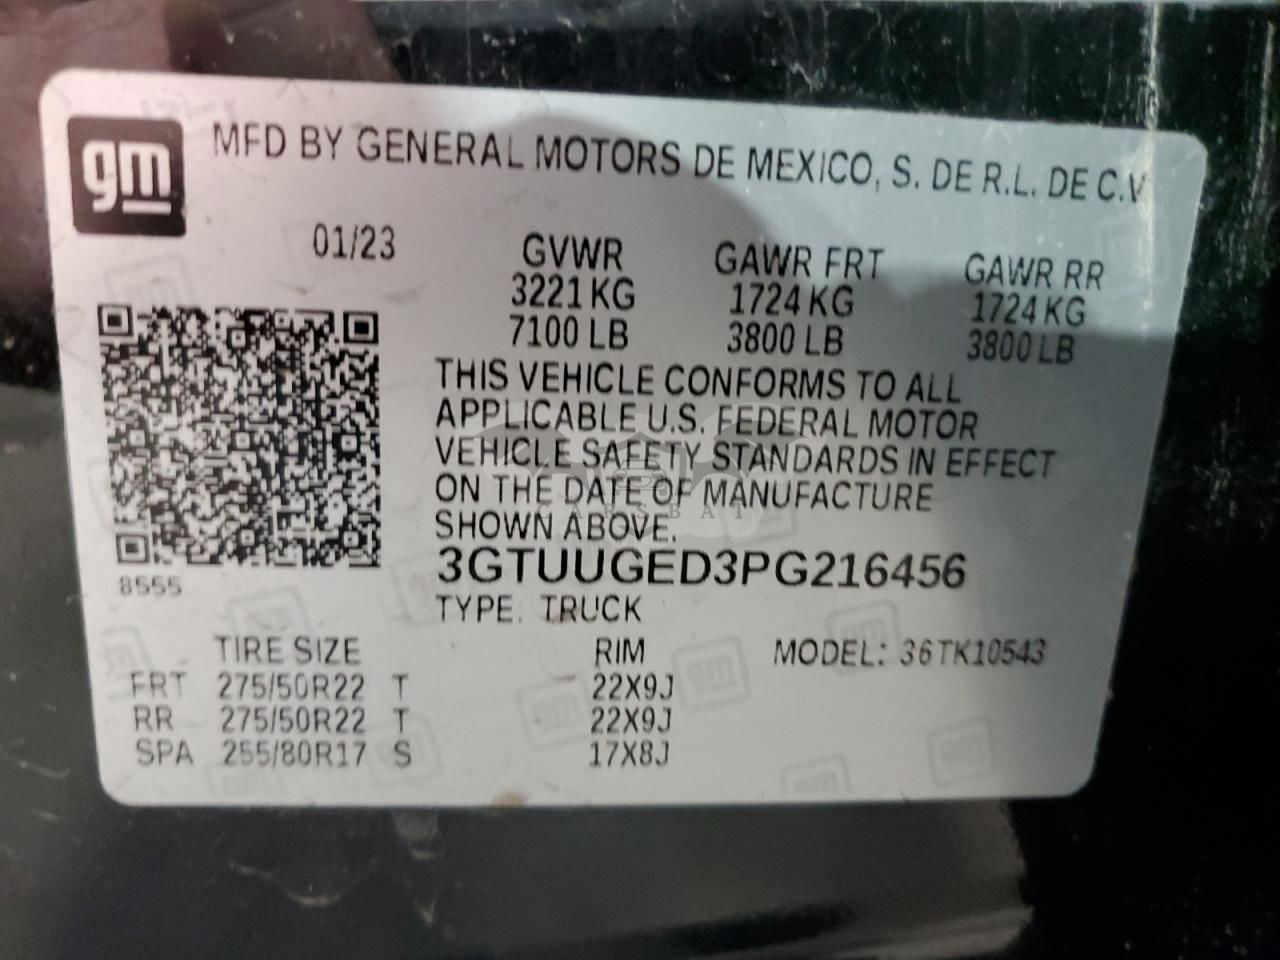 gm
MFD BY GENERAL MOTORS DE MEXICO, S. DE R.L. DE C.V
01/23 GVWR GAWR FRT GAWR RR
3221 KG 1724 KG 1724 KG
7100 LB 3800 LB 3800 LB
THIS VEHICLE CONFORMS TO ALL
APPLICABLE U.S. FEDERAL MOTOR
VEHICLE SAFETY STANDARDS IN EFFECT
ON THE DATE OF MANUFACTURE
CARSBAT
SHOWN ABOVE.
3GTUUGED3PG216456
8555
TYPE: TRUCK
TIRE SIZE RIM MODEL: 36TK10543
FRT 275/50R22 T 22X9J
RR 275/50R22 T 22X9J
SPA 255/80R17 S 17X8J